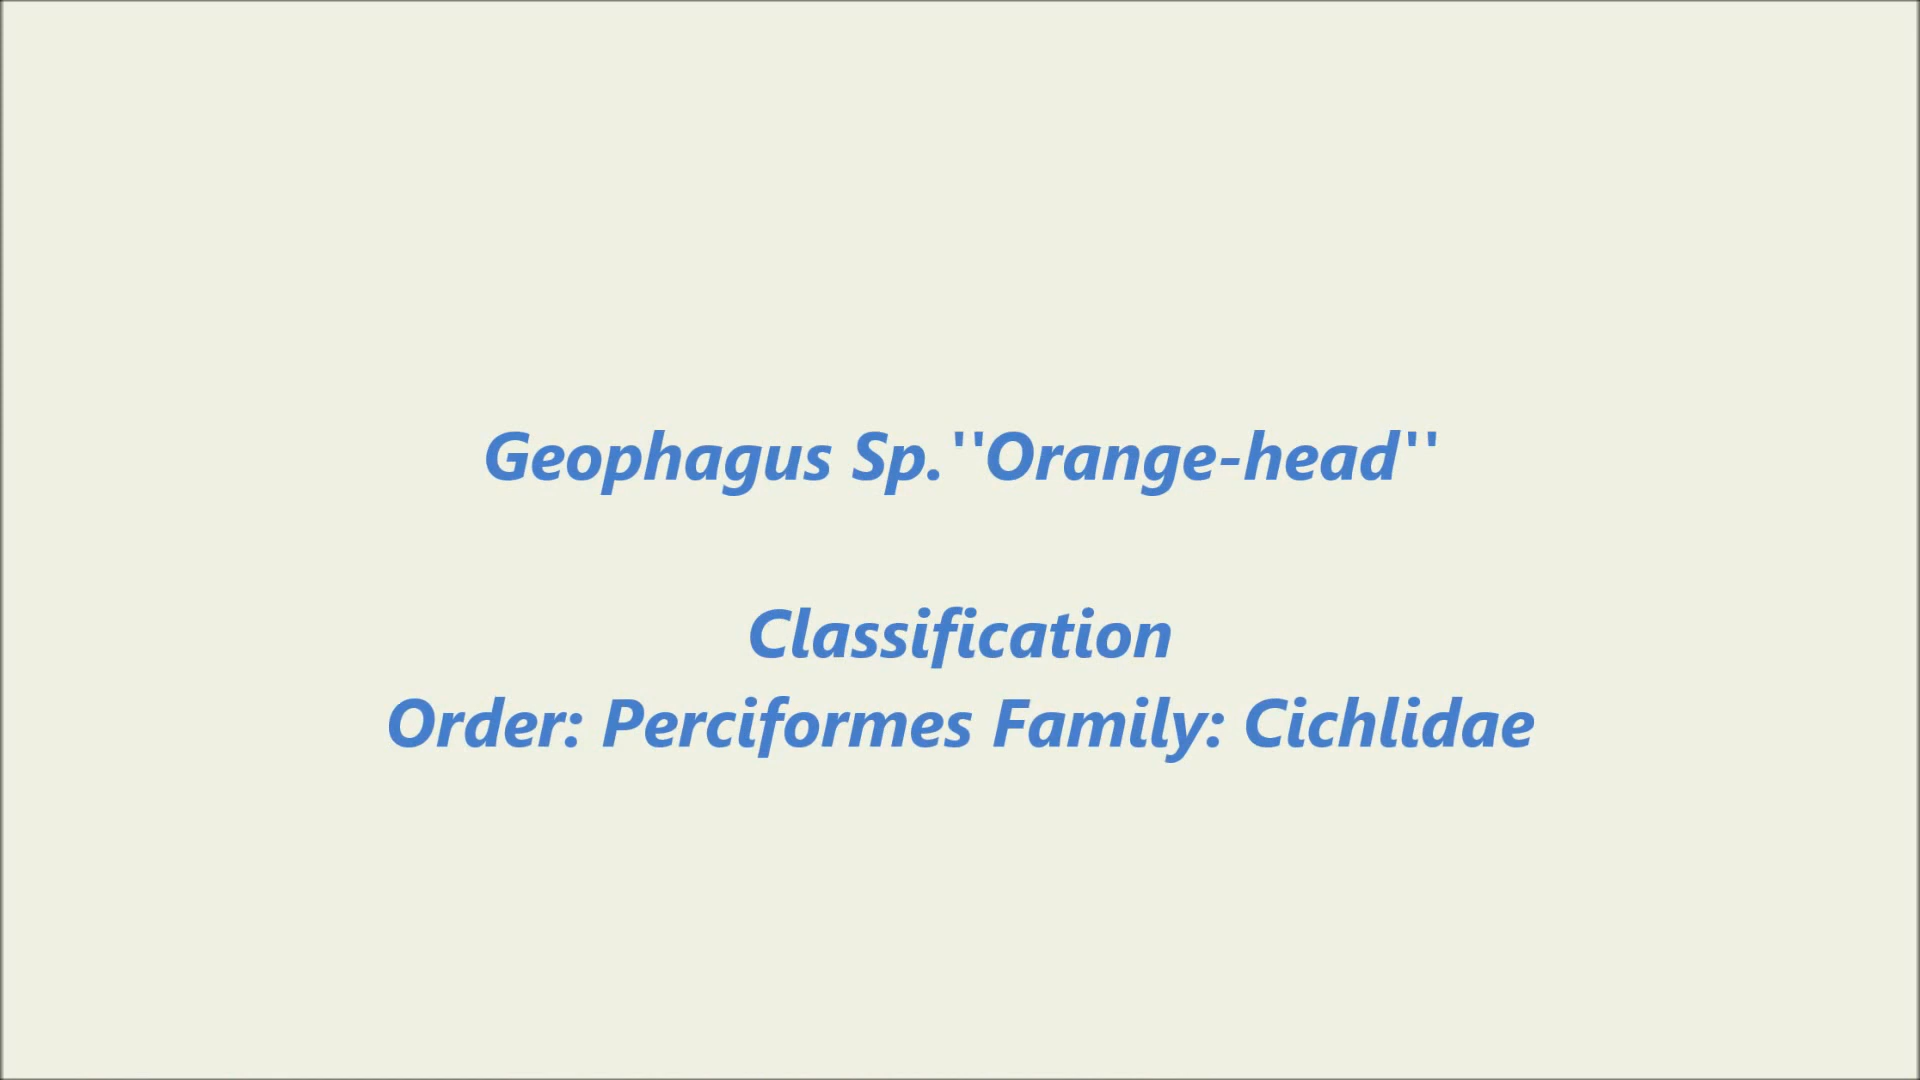 Geophagus Sp.''Orange-head''
Classification
Order: Perciformes Family: Cichlidae